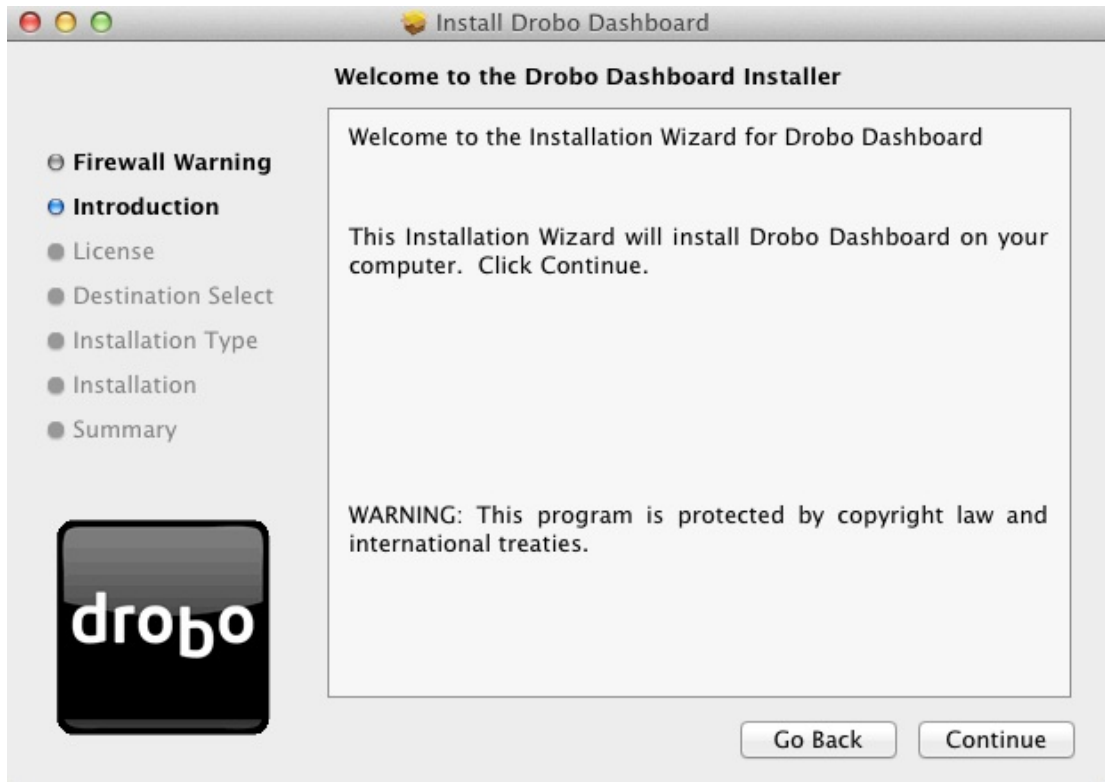 Install Drobo Dashboard
Welcome to the Drobo Dashboard Installer
Firewall Warning
Introduction
License
Destination Select
Installation Type
Installation
Summary
Welcome to the Installation Wizard for Drobo Dashboard
This Installation Wizard will install Drobo Dashboard on your
computer. Click Continue.
WARNING: This program is protected by copyright law and
international treaties.
drobo
Go Back
Continue